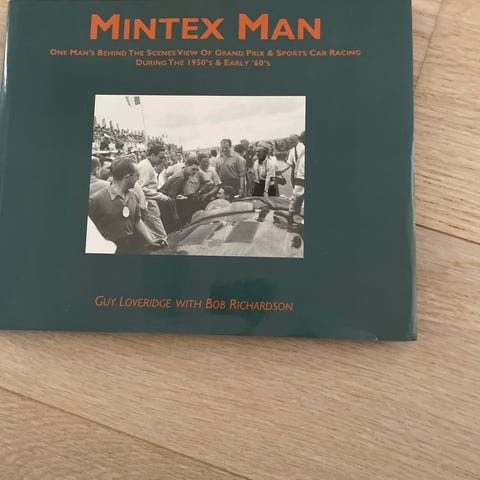 MINTEX MAN
ONE MAN'S BEHIND THE SCENES VIEW OF GRAND PRIX & SPORTS CAR RACING
DURING THE 1950'S & EARLY '60'S
GUY LOVERIDGE WITH BOB RICHARDSON